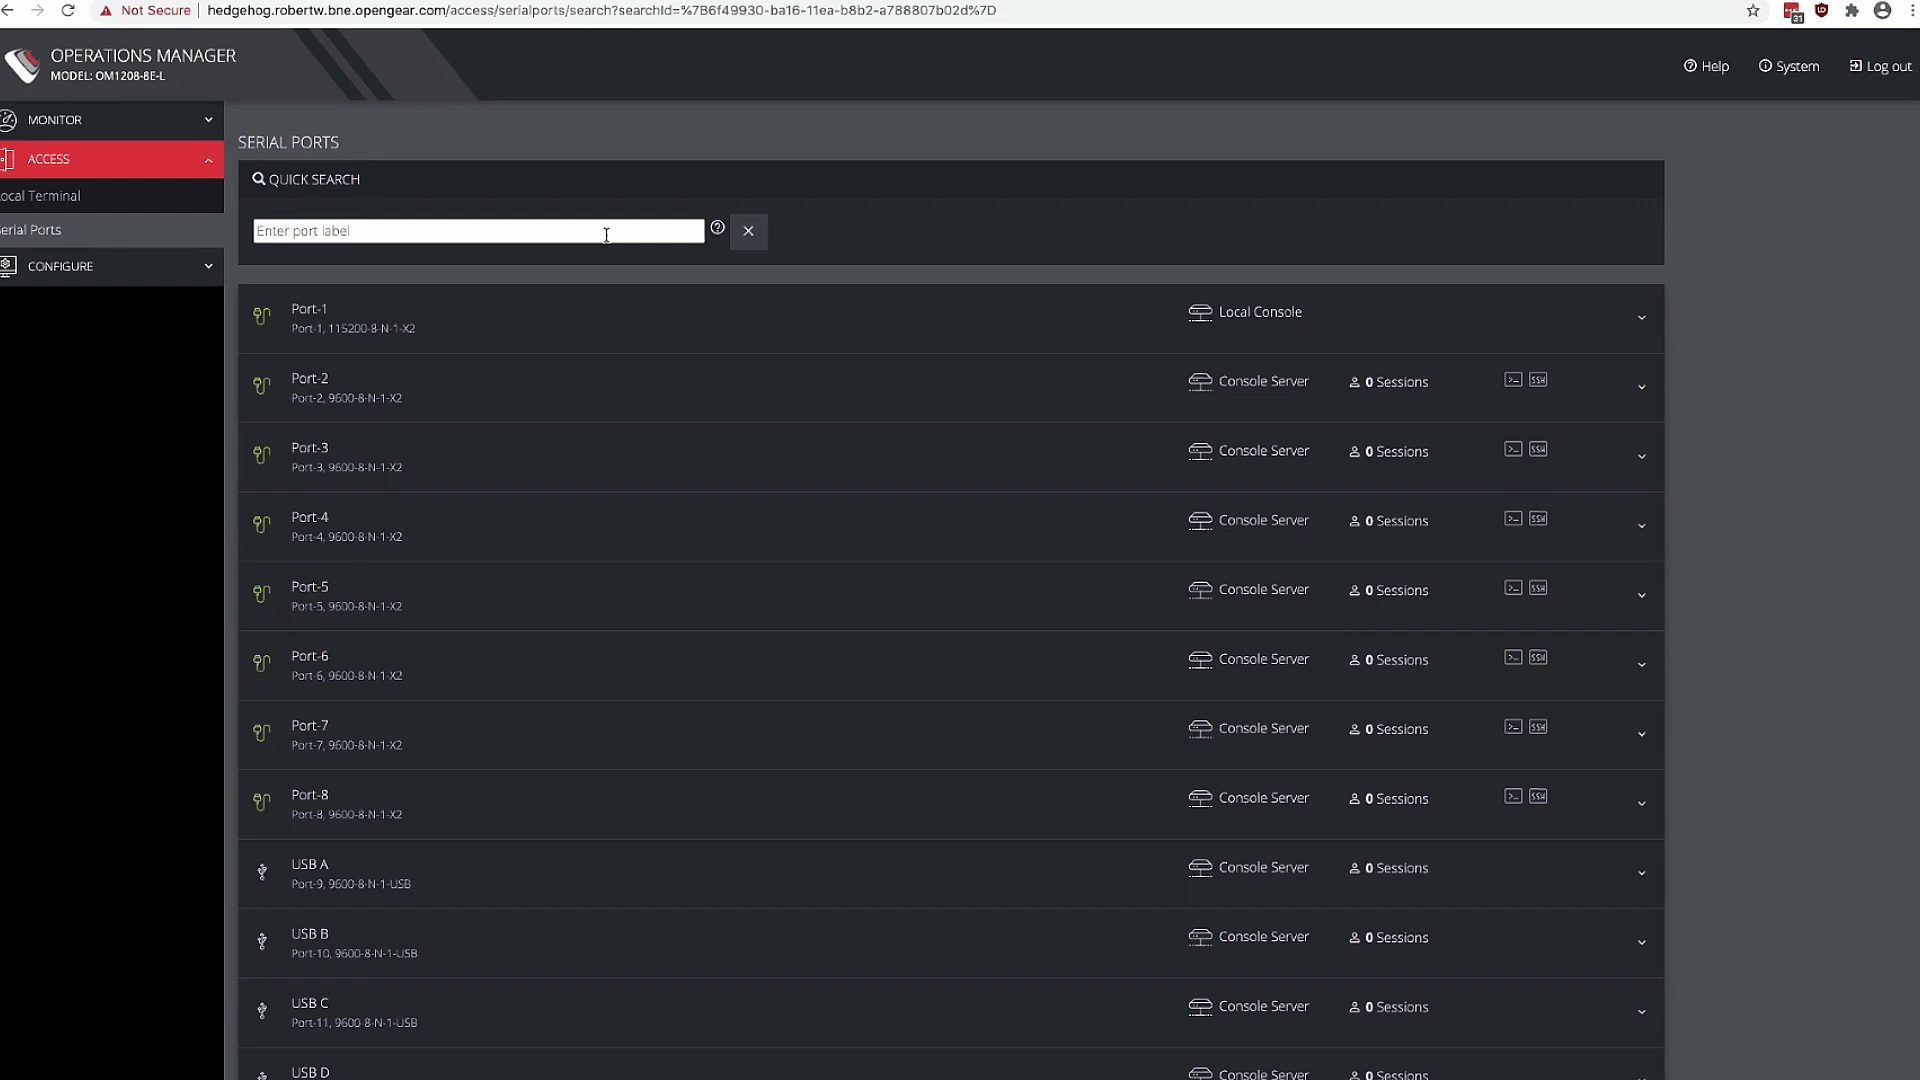 Not Secure hedgehog.robertw.bne.opengear.com/access/serialports/search?searchId=%7B6f49930-ba16-11ea-b8b2-a788807b02d%7D
31
OPERATIONS MANAGER
MODEL: OM1208-8E-L
Help System Log out
MONITOR
ACCESS
ocal Terminal
erial Ports
CONFIGURE
SERIAL PORTS
QUICK SEARCH
Enter port label
Port-1
Port-1, 115200-8-N-1-X2
Local Console
Port-2
Port-2, 9600-8-N-1-X2
Console Server 0 Sessions >_ SSH
Port-3
Port-3, 9600-8-N-1-X2
Console Server 0 Sessions >_ SSH
Port-4
Port-4, 9600-8-N-1-X2
Console Server 0 Sessions >_ SSH
Port-5
Port-5, 9600-8-N-1-X2
Console Server 0 Sessions >_ SSH
Port-6
Port-6, 9600-8-N-1-X2
Console Server 0 Sessions >_ SSH
Port-7
Port-7, 9600-8-N-1-X2
Console Server 0 Sessions >_ SSH
Port-8
Port-8, 9600-8-N-1-X2
Console Server 0 Sessions >_ SSH
USB A
Port-9, 9600-8-N-1-USB
Console Server 0 Sessions
USB B
Port-10, 9600-8-N-1-USB
Console Server 0 Sessions
USB C
Port-11, 9600-8-N-1-USB
Console Server 0 Sessions
USB D
Console Server 0 Sessions